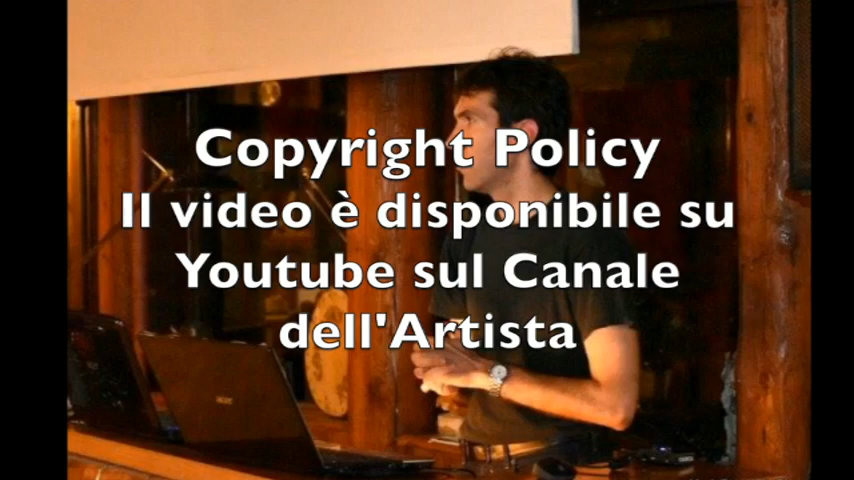 Copyright Policy
Il video è disponibile su
Youtube sul Canale
dell'Artista